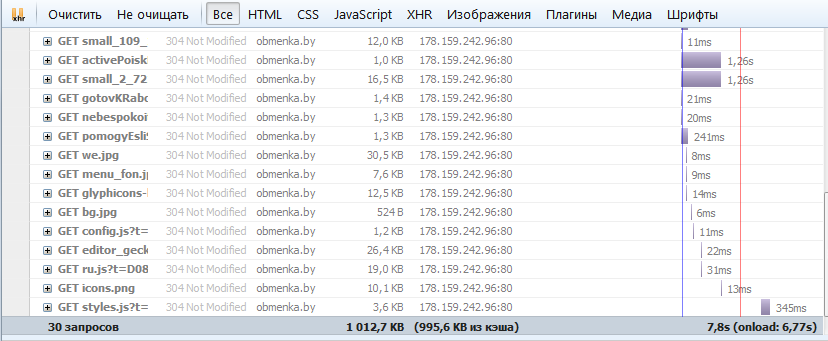 xhr Очистить Не очищать Все HTML CSS JavaScript XHR Изображения Плагины Медиа Шрифты
GET small_109_ 304 Not Modified obmenka.by 12,0 KB 178.159.242.96:80 11ms
GET activePoiskl 304 Not Modified obmenka.by 1,0 KB 178.159.242.96:80 1,26s
GET small_2_72 304 Not Modified obmenka.by 16,5 KB 178.159.242.96:80 1,26s
GET gotovKRabc 304 Not Modified obmenka.by 1,4 KB 178.159.242.96:80 21ms
GET nebespokoi 304 Not Modified obmenka.by 1,3 KB 178.159.242.96:80 20ms
GET pomogyEsliS 304 Not Modified obmenka.by 1,3 KB 178.159.242.96:80 241ms
GET we.jpg 304 Not Modified obmenka.by 30,5 KB 178.159.242.96:80 8ms
GET menu_fon.j 304 Not Modified obmenka.by 7,6 KB 178.159.242.96:80 9ms
GET glyphicons-l 304 Not Modified obmenka.by 12,5 KB 178.159.242.96:80 14ms
GET bg.jpg 304 Not Modified obmenka.by 524 B 178.159.242.96:80 6ms
GET config.js?t= 304 Not Modified obmenka.by 1,2 KB 178.159.242.96:80 11ms
GET editor_geck 304 Not Modified obmenka.by 26,4 KB 178.159.242.96:80 22ms
GET ru.js?t=D08 304 Not Modified obmenka.by 19,0 KB 178.159.242.96:80 31ms
GET icons.png 304 Not Modified obmenka.by 10,1 KB 178.159.242.96:80 13ms
GET styles.js?t= 304 Not Modified obmenka.by 3,6 KB 178.159.242.96:80 345ms
30 запросов 1 012,7 KB (995,6 KB из кэша) 7,8s (onload: 6,77s)